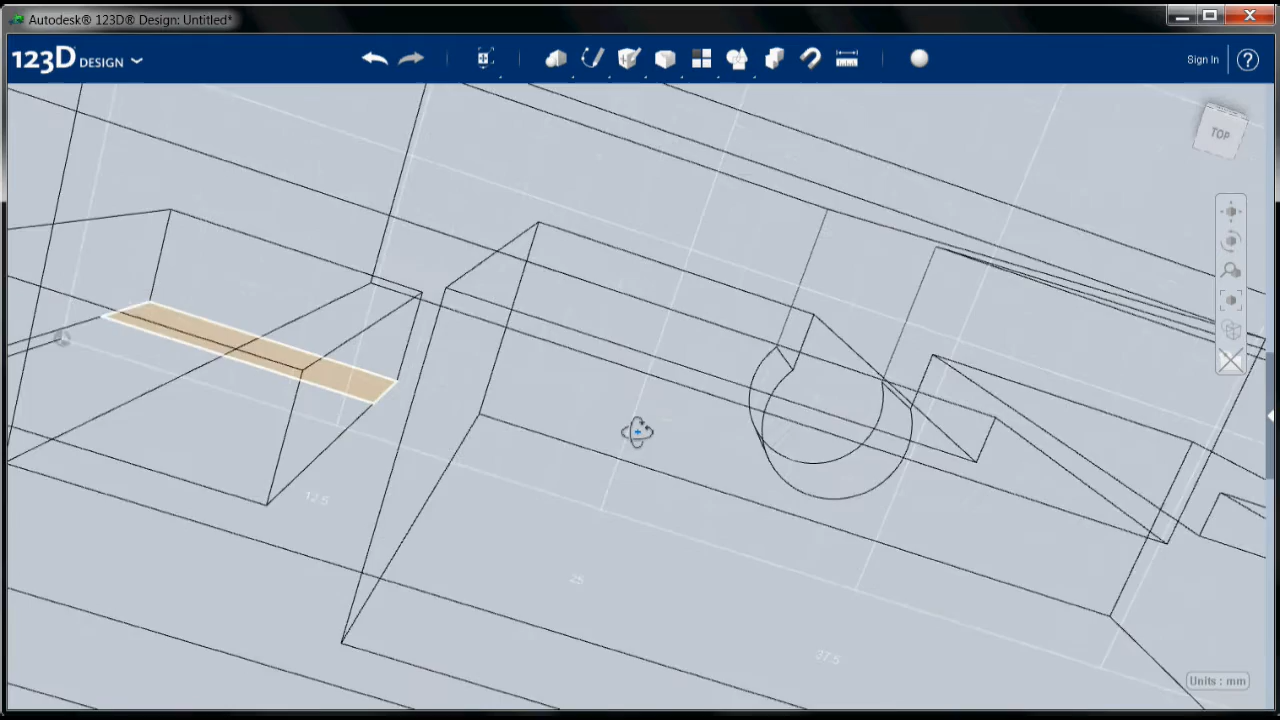 Autodesk® 123D® Design: Untitled*
123D DESIGN
Sign In
?
TOP
12.5
25
37.5
Units : mm